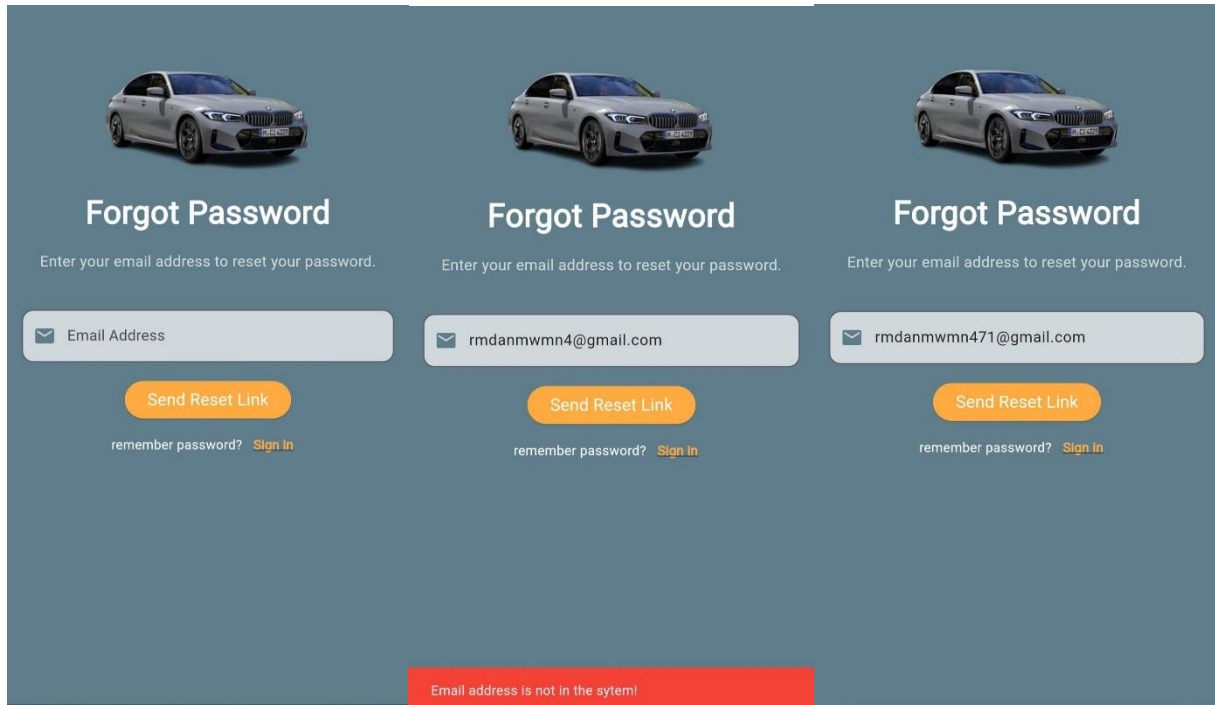 Forgot Password
Enter your email address to reset your password.
Email Address
Send Reset Link
remember password? Sign in
Forgot Password
Enter your email address to reset your password.
rmdanmwmn4@gmail.com
Send Reset Link
remember password? Sign in
Email address is not in the sytem!
Forgot Password
Enter your email address to reset your password.
rmdanmwmn471@gmail.com
Send Reset Link
remember password? Sign in